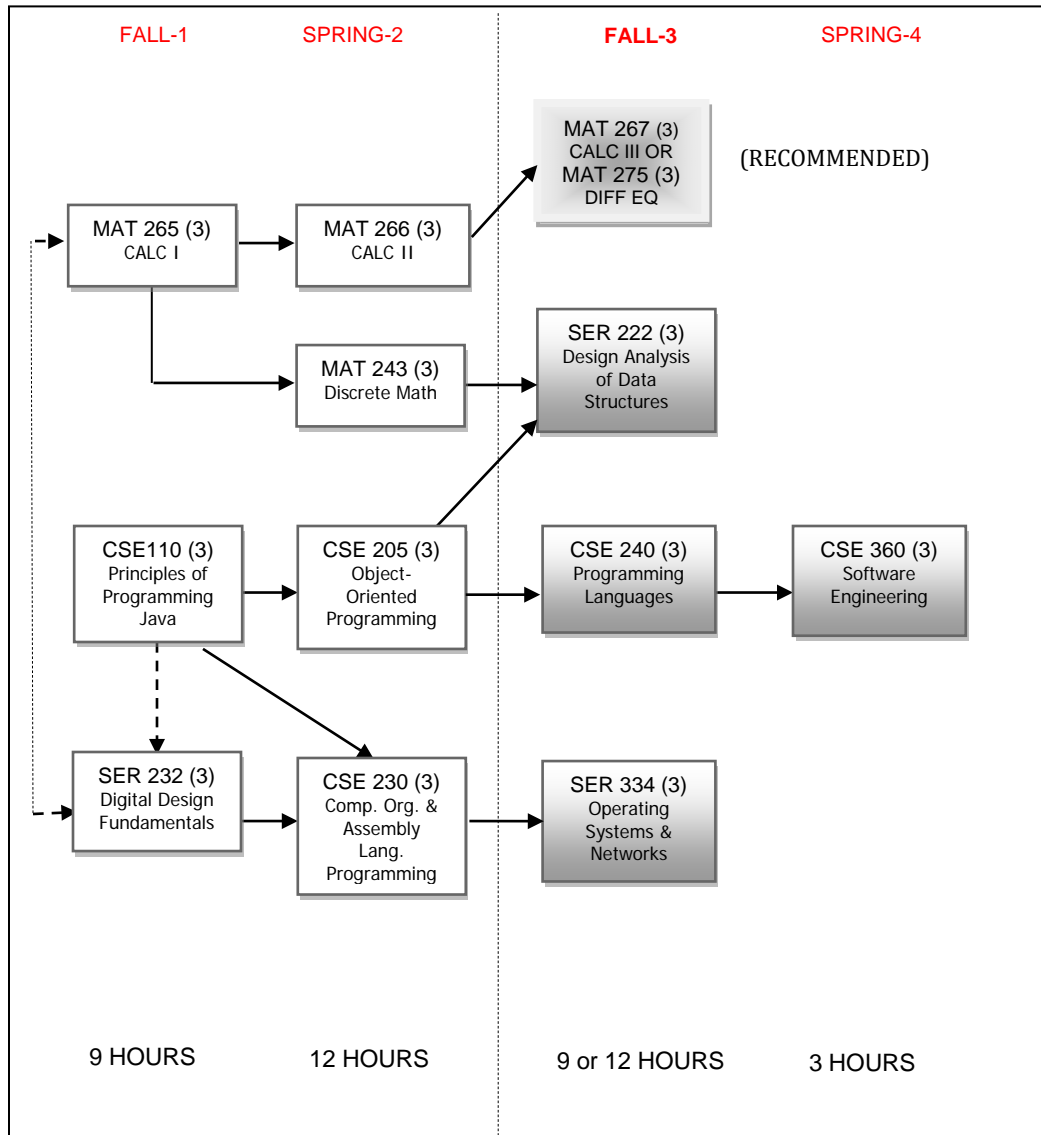 FALL-1
SPRING-2
FALL-3
SPRING-4
MAT 267 (3)
CALC III OR
MAT 275 (3)
DIFF EQ
(RECOMMENDED)
MAT 265 (3)
CALC I
MAT 266 (3)
CALC II
MAT 243 (3)
Discrete Math
SER 222 (3)
Design Analysis
of Data
Structures
CSE110 (3)
Principles of
Programming
Java
CSE 205 (3)
Object-
Oriented
Programming
CSE 240 (3)
Programming
Languages
CSE 360 (3)
Software
Engineering
SER 232 (3)
Digital Design
Fundamentals
CSE 230 (3)
Comp. Org. &
Assembly
Lang.
Programming
SER 334 (3)
Operating
Systems &
Networks
9 HOURS
12 HOURS
9 or 12 HOURS
3 HOURS